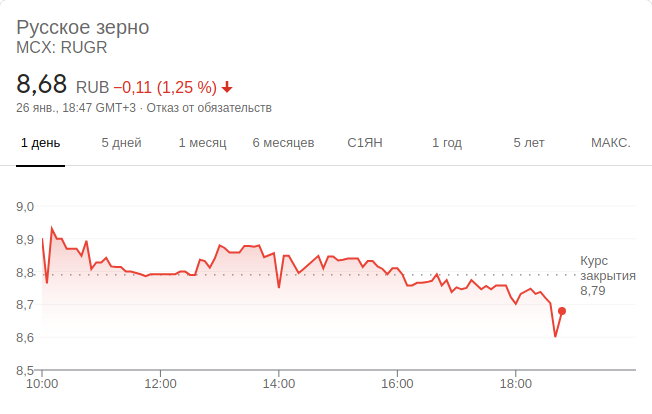 Русское зерно
MCX: RUGR
8,68 RUB −0,11 (1,25 %)
26 янв., 18:47 GMT+3 · Отказ от обязательств
1 день 5 дней 1 месяц 6 месяцев С1ЯН 1 год 5 лет МАКС.
9,0
8,9
8,8
8,7
8,6
8,5
Курс
закрытия
8,79
10:00 12:00 14:00 16:00 18:00